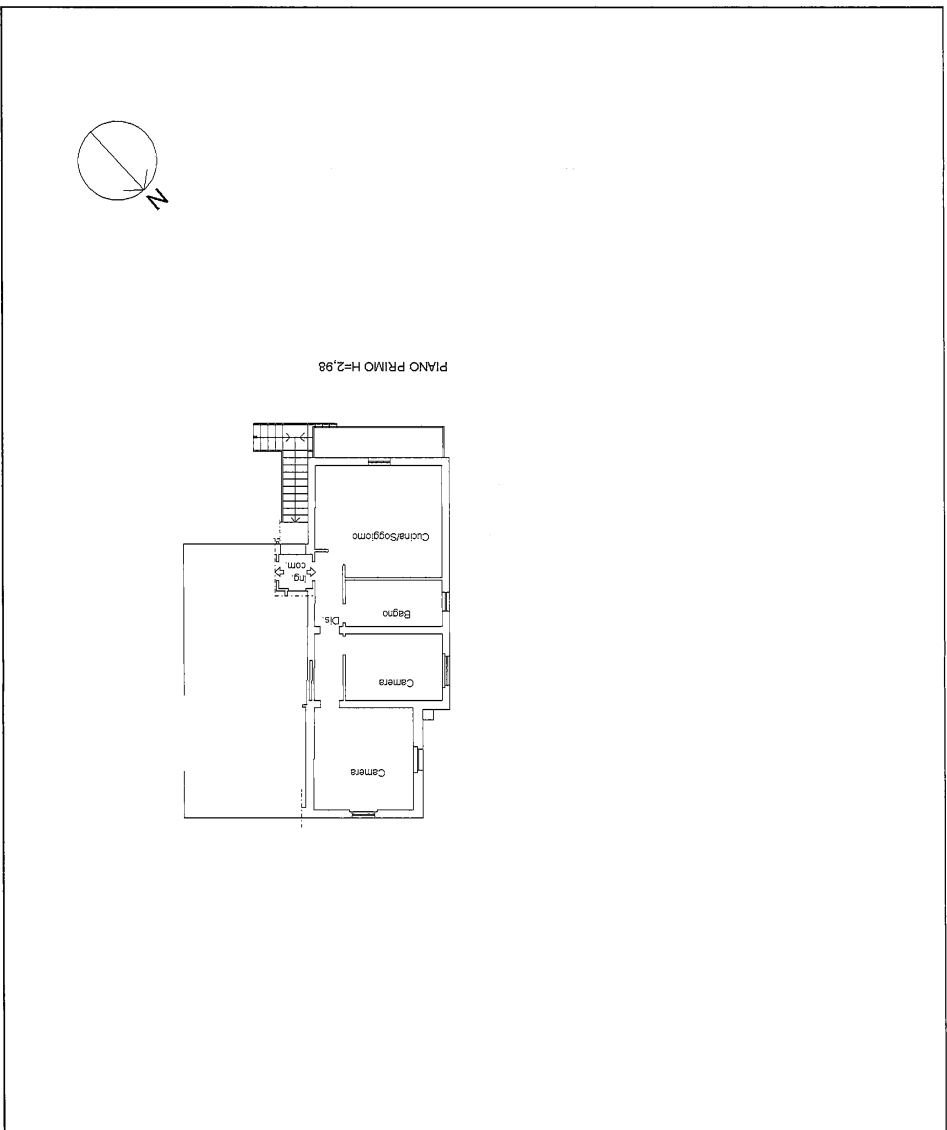 N
PIANO PRIMO H=2,98
Cucina/Soggiorno
Ing.
com.
Bagno
Dis.
Camera
Camera